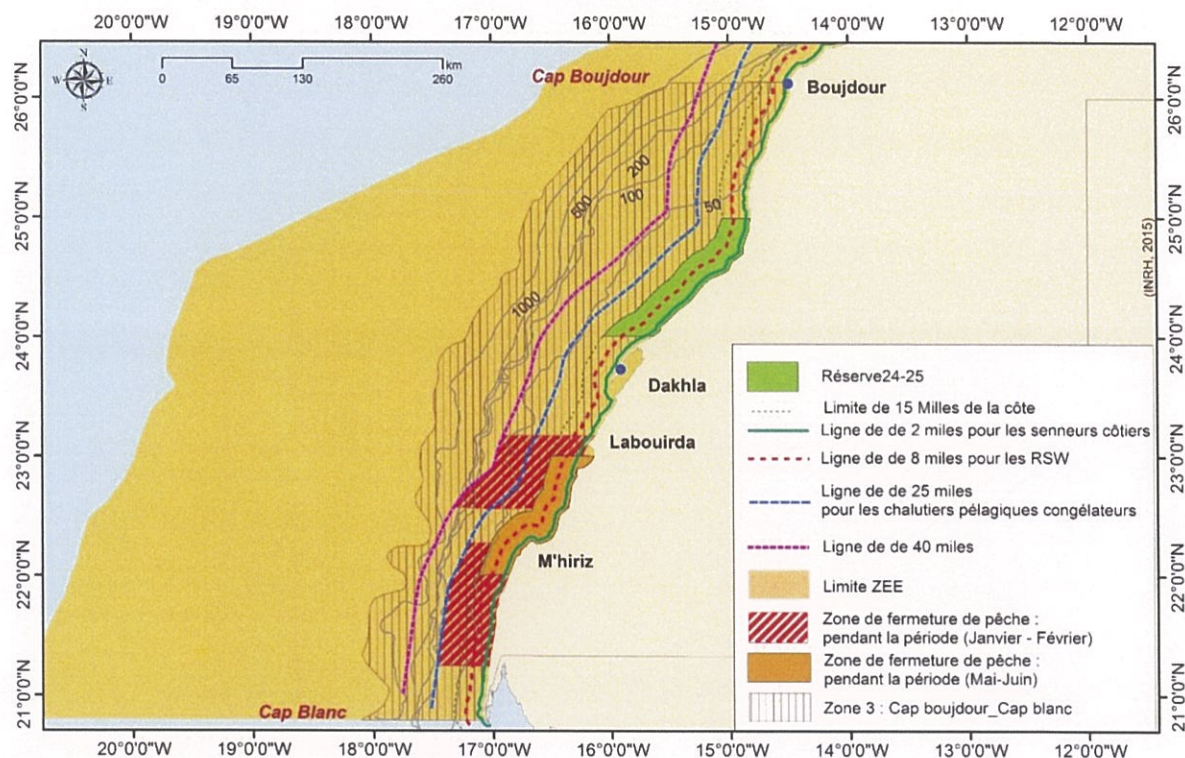 20°0'0"W 19°0'0"W 18°0'0"W 17°0'0"W 16°0'0"W 15°0'0"W 14°0'0"W 13°0'0"W 12°0'0"W
N
W E
S
km
0 65 130 260
Cap Boujdour
Boujdour
26°0'0"N 26°0'0"N
200
100
500
50
25°0'0"N 25°0'0"N
(INRH, 2015)
1000
24°0'0"N 24°0'0"N
Dakhla
Labouirda
23°0'0"N 23°0'0"N
M'hiriz
22°0'0"N 22°0'0"N
21°0'0"N 21°0'0"N
Cap Blanc
Réserve24-25
Limite de 15 Milles de la côte
Ligne de de 2 miles pour les senneurs côtiers
Ligne de de 8 miles pour les RSW
Ligne de de 25 miles
pour les chalutiers pélagiques congélateurs
Ligne de de 40 miles
Limite ZEE
Zone de fermeture de pêche :
pendant la période (Janvier - Février)
Zone de fermeture de pêche :
pendant la période (Mai-Juin)
Zone 3 : Cap boujdour_Cap blanc
20°0'0"W 19°0'0"W 18°0'0"W 17°0'0"W 16°0'0"W 15°0'0"W 14°0'0"W 13°0'0"W 12°0'0"W